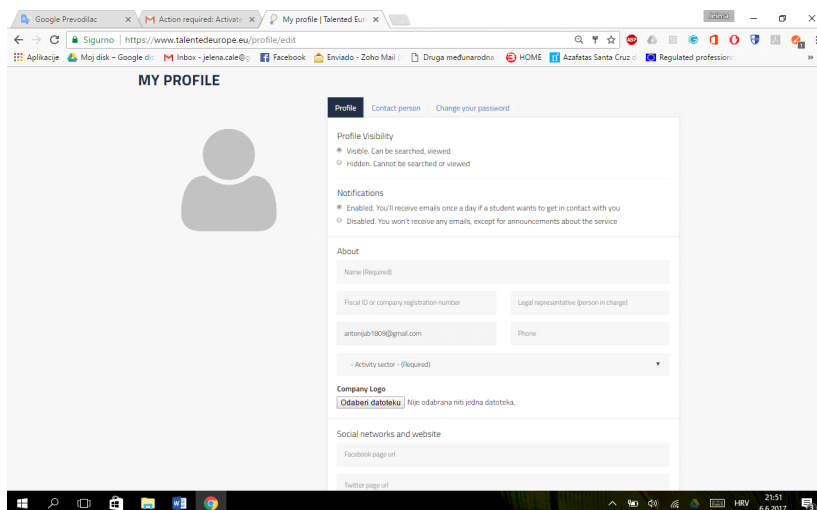 Google Prevodilac
Action required: Activate
My profile | Talented Eur
Sigurno | https://www.talentedeurope.eu/profile/edit
Aplikacije
Moj disk – Google dis
Inbox - jelena.cale@g
Facebook
Enviado - Zoho Mail (
Druga međunarodna
HOME
Azafatas Santa Cruz d
Regulated profession
»
MY PROFILE
Profile
Contact person
Change your password
Profile Visibility
Visible. Can be searched, viewed
Hidden. Cannot be searched or viewed
Notifications
Enabled. You'll receive emails once a day if a student wants to get in contact with you
Disabled. You won't receive any emails, except for announcements about the service
About
Name (Required)
Fiscal ID or company registration number
Legal representative (person in charge)
antonijab1809@gmail.com
Phone
- Activity sector - (Required)
Company Logo
Odaberi datoteku Nije odabrana niti jedna datoteka.
Social networks and website
Facebook page url
Twitter page url
HRV
21:51
6.6.2017.